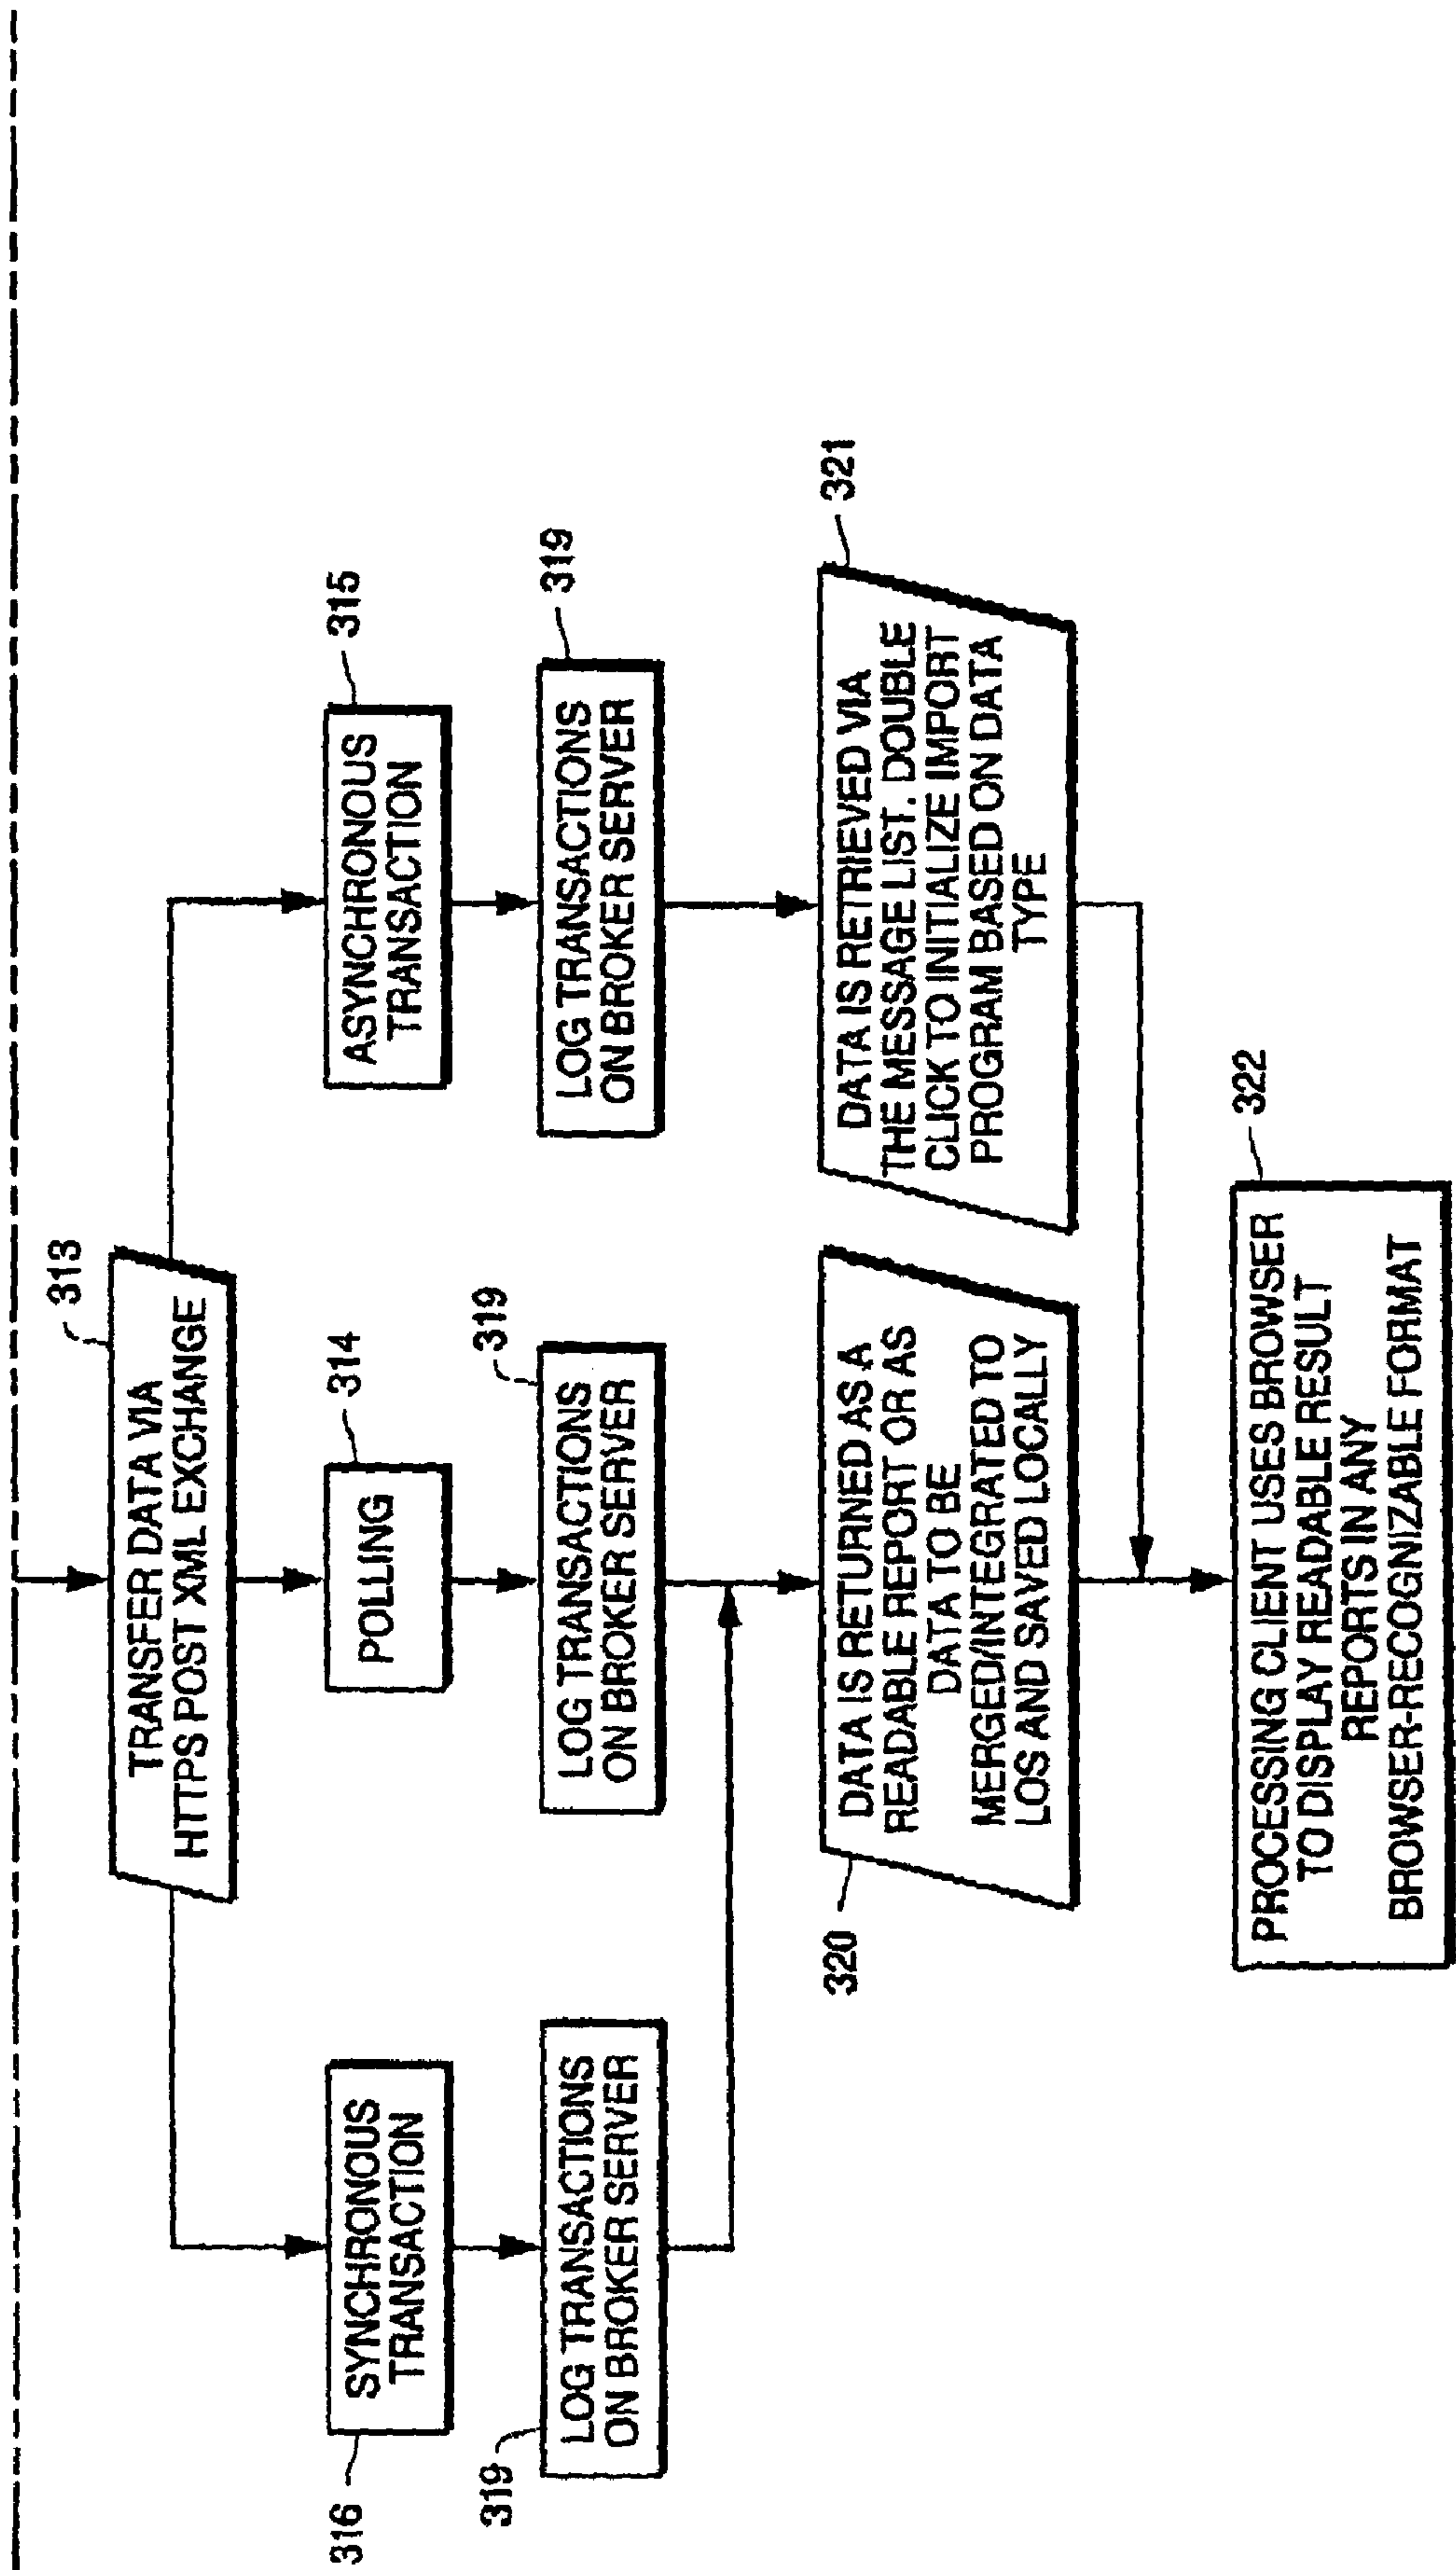 313
TRANSFER DATA VIA
HTTPS POST XML EXCHANGE
316
SYNCHRONOUS
TRANSACTION
314
POLLING
315
ASYNCHRONOUS
TRANSACTION
319
LOG TRANSACTIONS
ON BROKER SERVER
319
LOG TRANSACTIONS
ON BROKER SERVER
319
LOG TRANSACTIONS
ON BROKER SERVER
320
DATA IS RETURNED AS A
READABLE REPORT OR AS
DATA TO BE
MERGED/INTEGRATED TO
LOS AND SAVED LOCALLY
321
DATA IS RETRIEVED VIA
THE MESSAGE LIST. DOUBLE
CLICK TO INITIALIZE IMPORT
PROGRAM BASED ON DATA
TYPE
322
PROCESSING CLIENT USES BROWSER
TO DISPLAY READABLE RESULT
REPORTS IN ANY
BROWSER-RECOGNIZABLE FORMAT